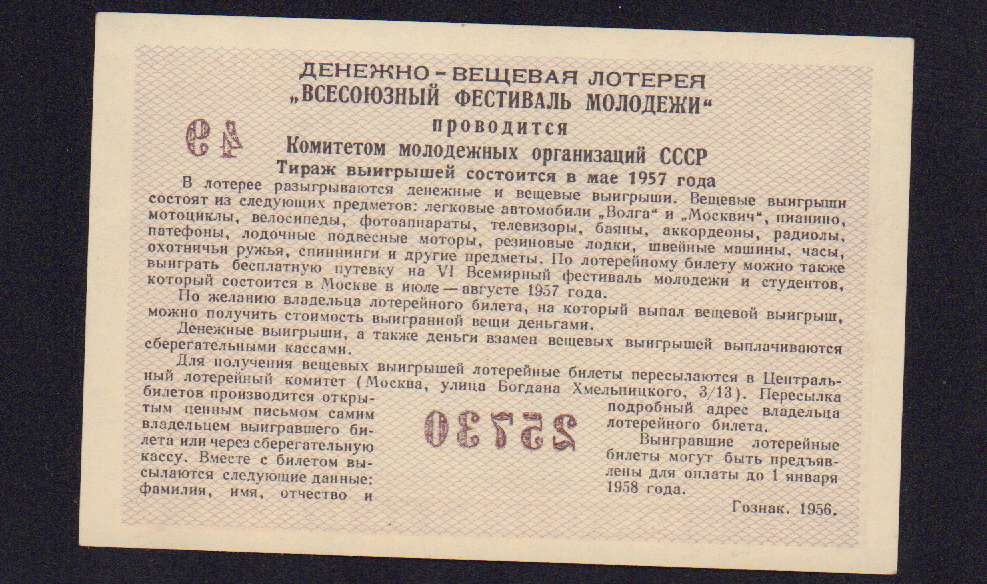 ДЕНЕЖНО-ВЕЩЕВАЯ ЛОТЕРЕЯ
„ВСЕСОЮЗНЫЙ ФЕСТИВАЛЬ МОЛОДЕЖИ“
проводится
49
Комитетом молодежных организаций СССР
Тираж выигрышей состоится в мае 1957 года
В лотерее разыгрываются денежные и вещевые выигрыши. Вещевые выигрыши
состоят из следующих предметов: легковые автомобили „Волга“ и „Москвич“, пианино,
мотоциклы, велосипеды, фотоаппараты, телевизоры, баяны, аккордеоны, радиолы,
патефоны, лодочные подвесные моторы, резиновые лодки, швейные машины, часы,
охотничьи ружья, спиннинги и другие предметы. По лотерейному билету можно также
выиграть бесплатную путевку на VI Всемирный фестиваль молодежи и студентов,
который состоится в Москве в июле — августе 1957 года.
По желанию владельца лотерейного билета, на который выпал вещевой выигрыш,
можно получить стоимость выигранной вещи деньгами.
Денежные выигрыши, а также деньги взамен вещевых выигрышей выплачиваются
сберегательными кассами.
Для получения вещевых выигрышей лотерейные билеты пересылаются в Централь-
ный лотерейный комитет (Москва, улица Богдана Хмельницкого, 3/13). Пересылка
билетов производится откры-
тым ценным письмом самим
владельцем выигравшего би-
лета или через сберегательную
кассу. Вместе с билетом вы-
сылаются следующие данные:
фамилия, имя, отчество и
25730
подробный адрес владельца
лотерейного билета.
Выигравшие лотерейные
билеты могут быть предъяв-
лены для оплаты до 1 января
1958 года.
Гознак. 1956.